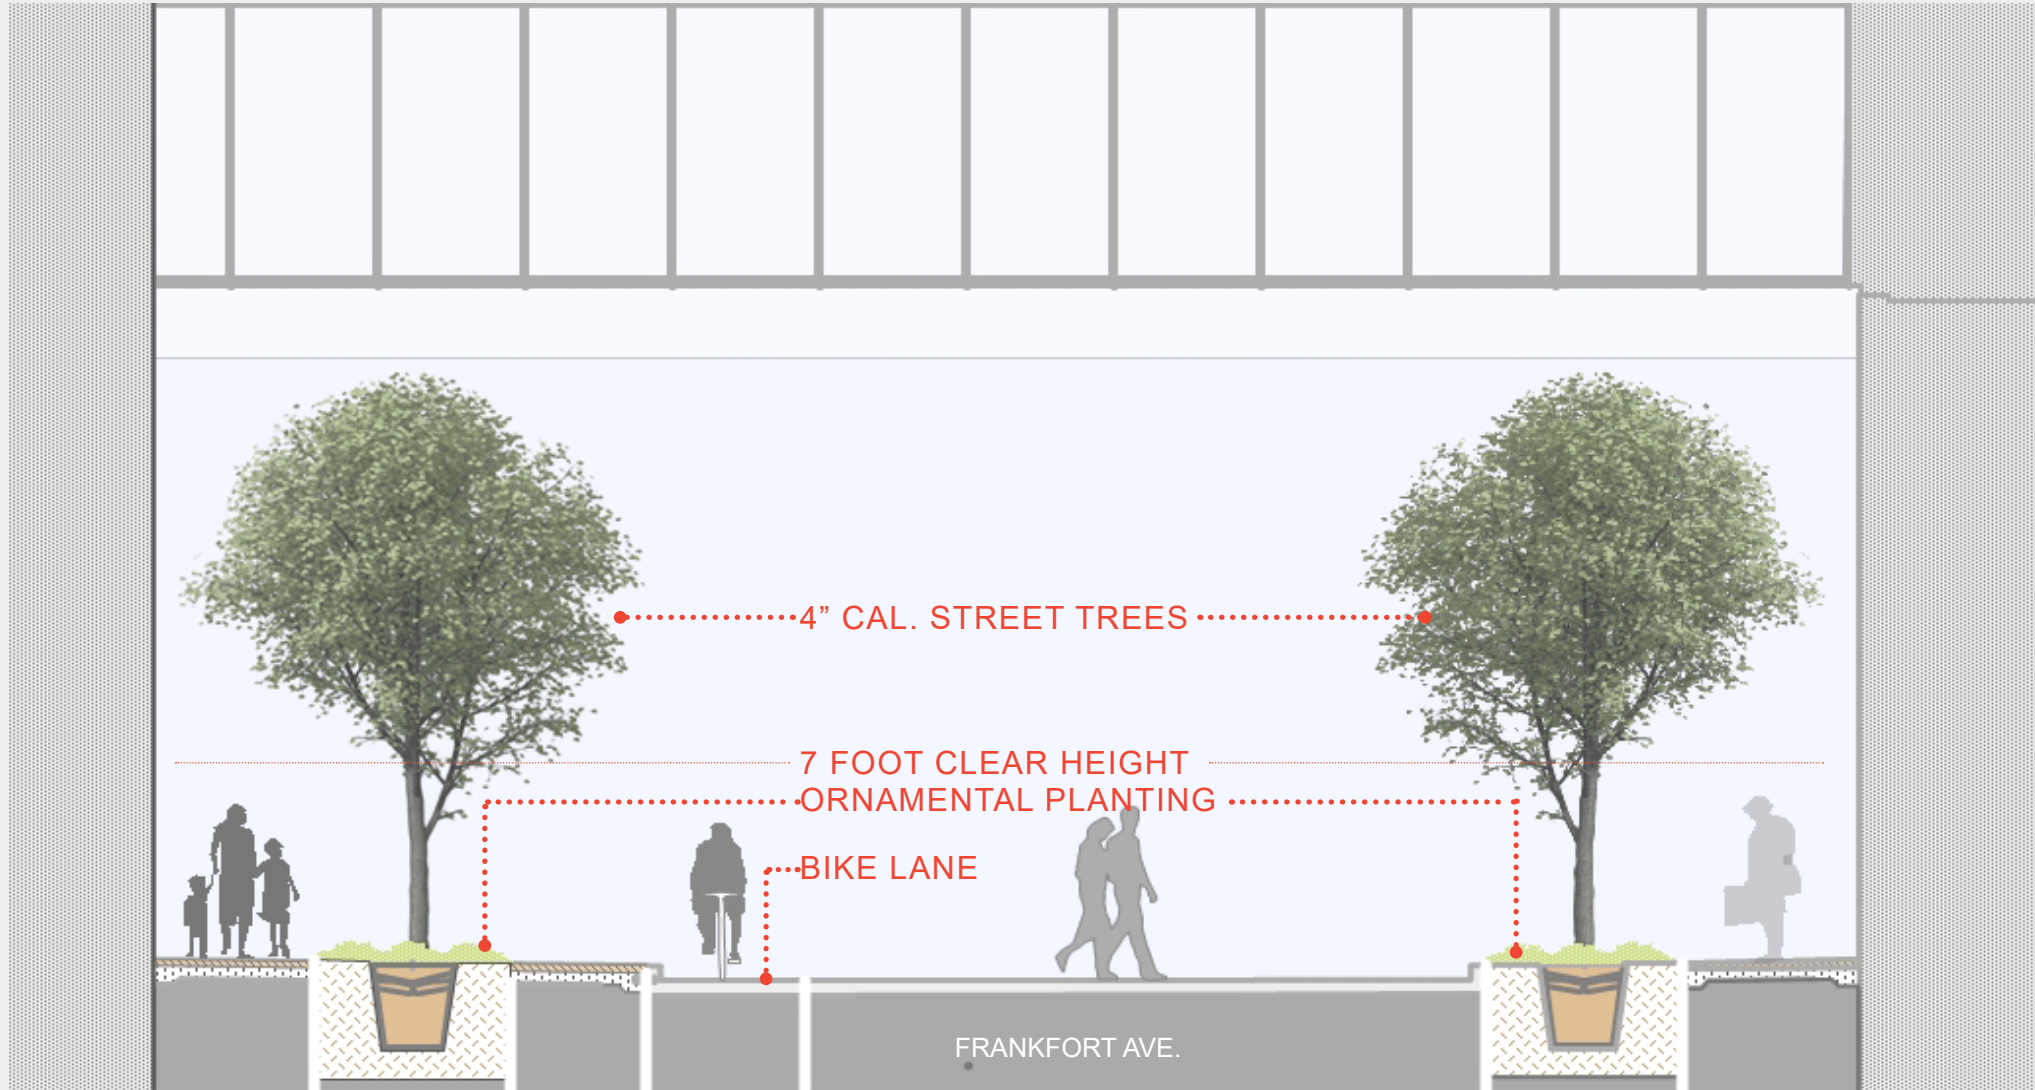 4” CAL. STREET TREES
7 FOOT CLEAR HEIGHT
ORNAMENTAL PLANTING
BIKE LANE
FRANKFORT AVE.